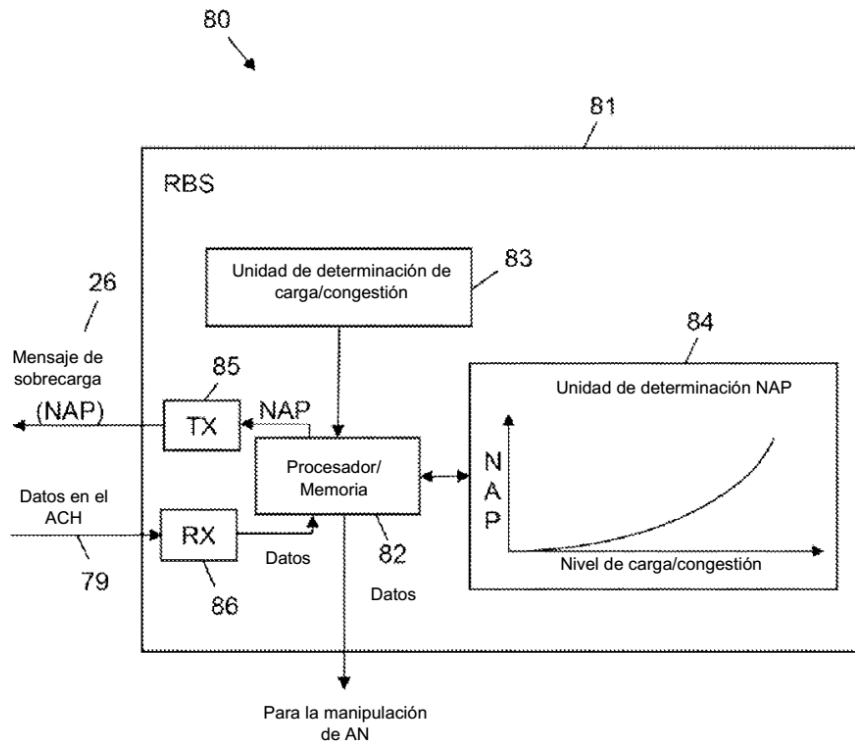 80
81
RBS
Unidad de determinación de
carga/congestión
83
26
Mensaje de
sobrecarga
(NAP)
85
TX
NAP
84
Unidad de determinación NAP
N
A
P
Nivel de carga/congestión
Procesador/
Memoria
82
Datos en el
ACH
79
RX
86
Datos
Datos
Para la manipulación
de AN